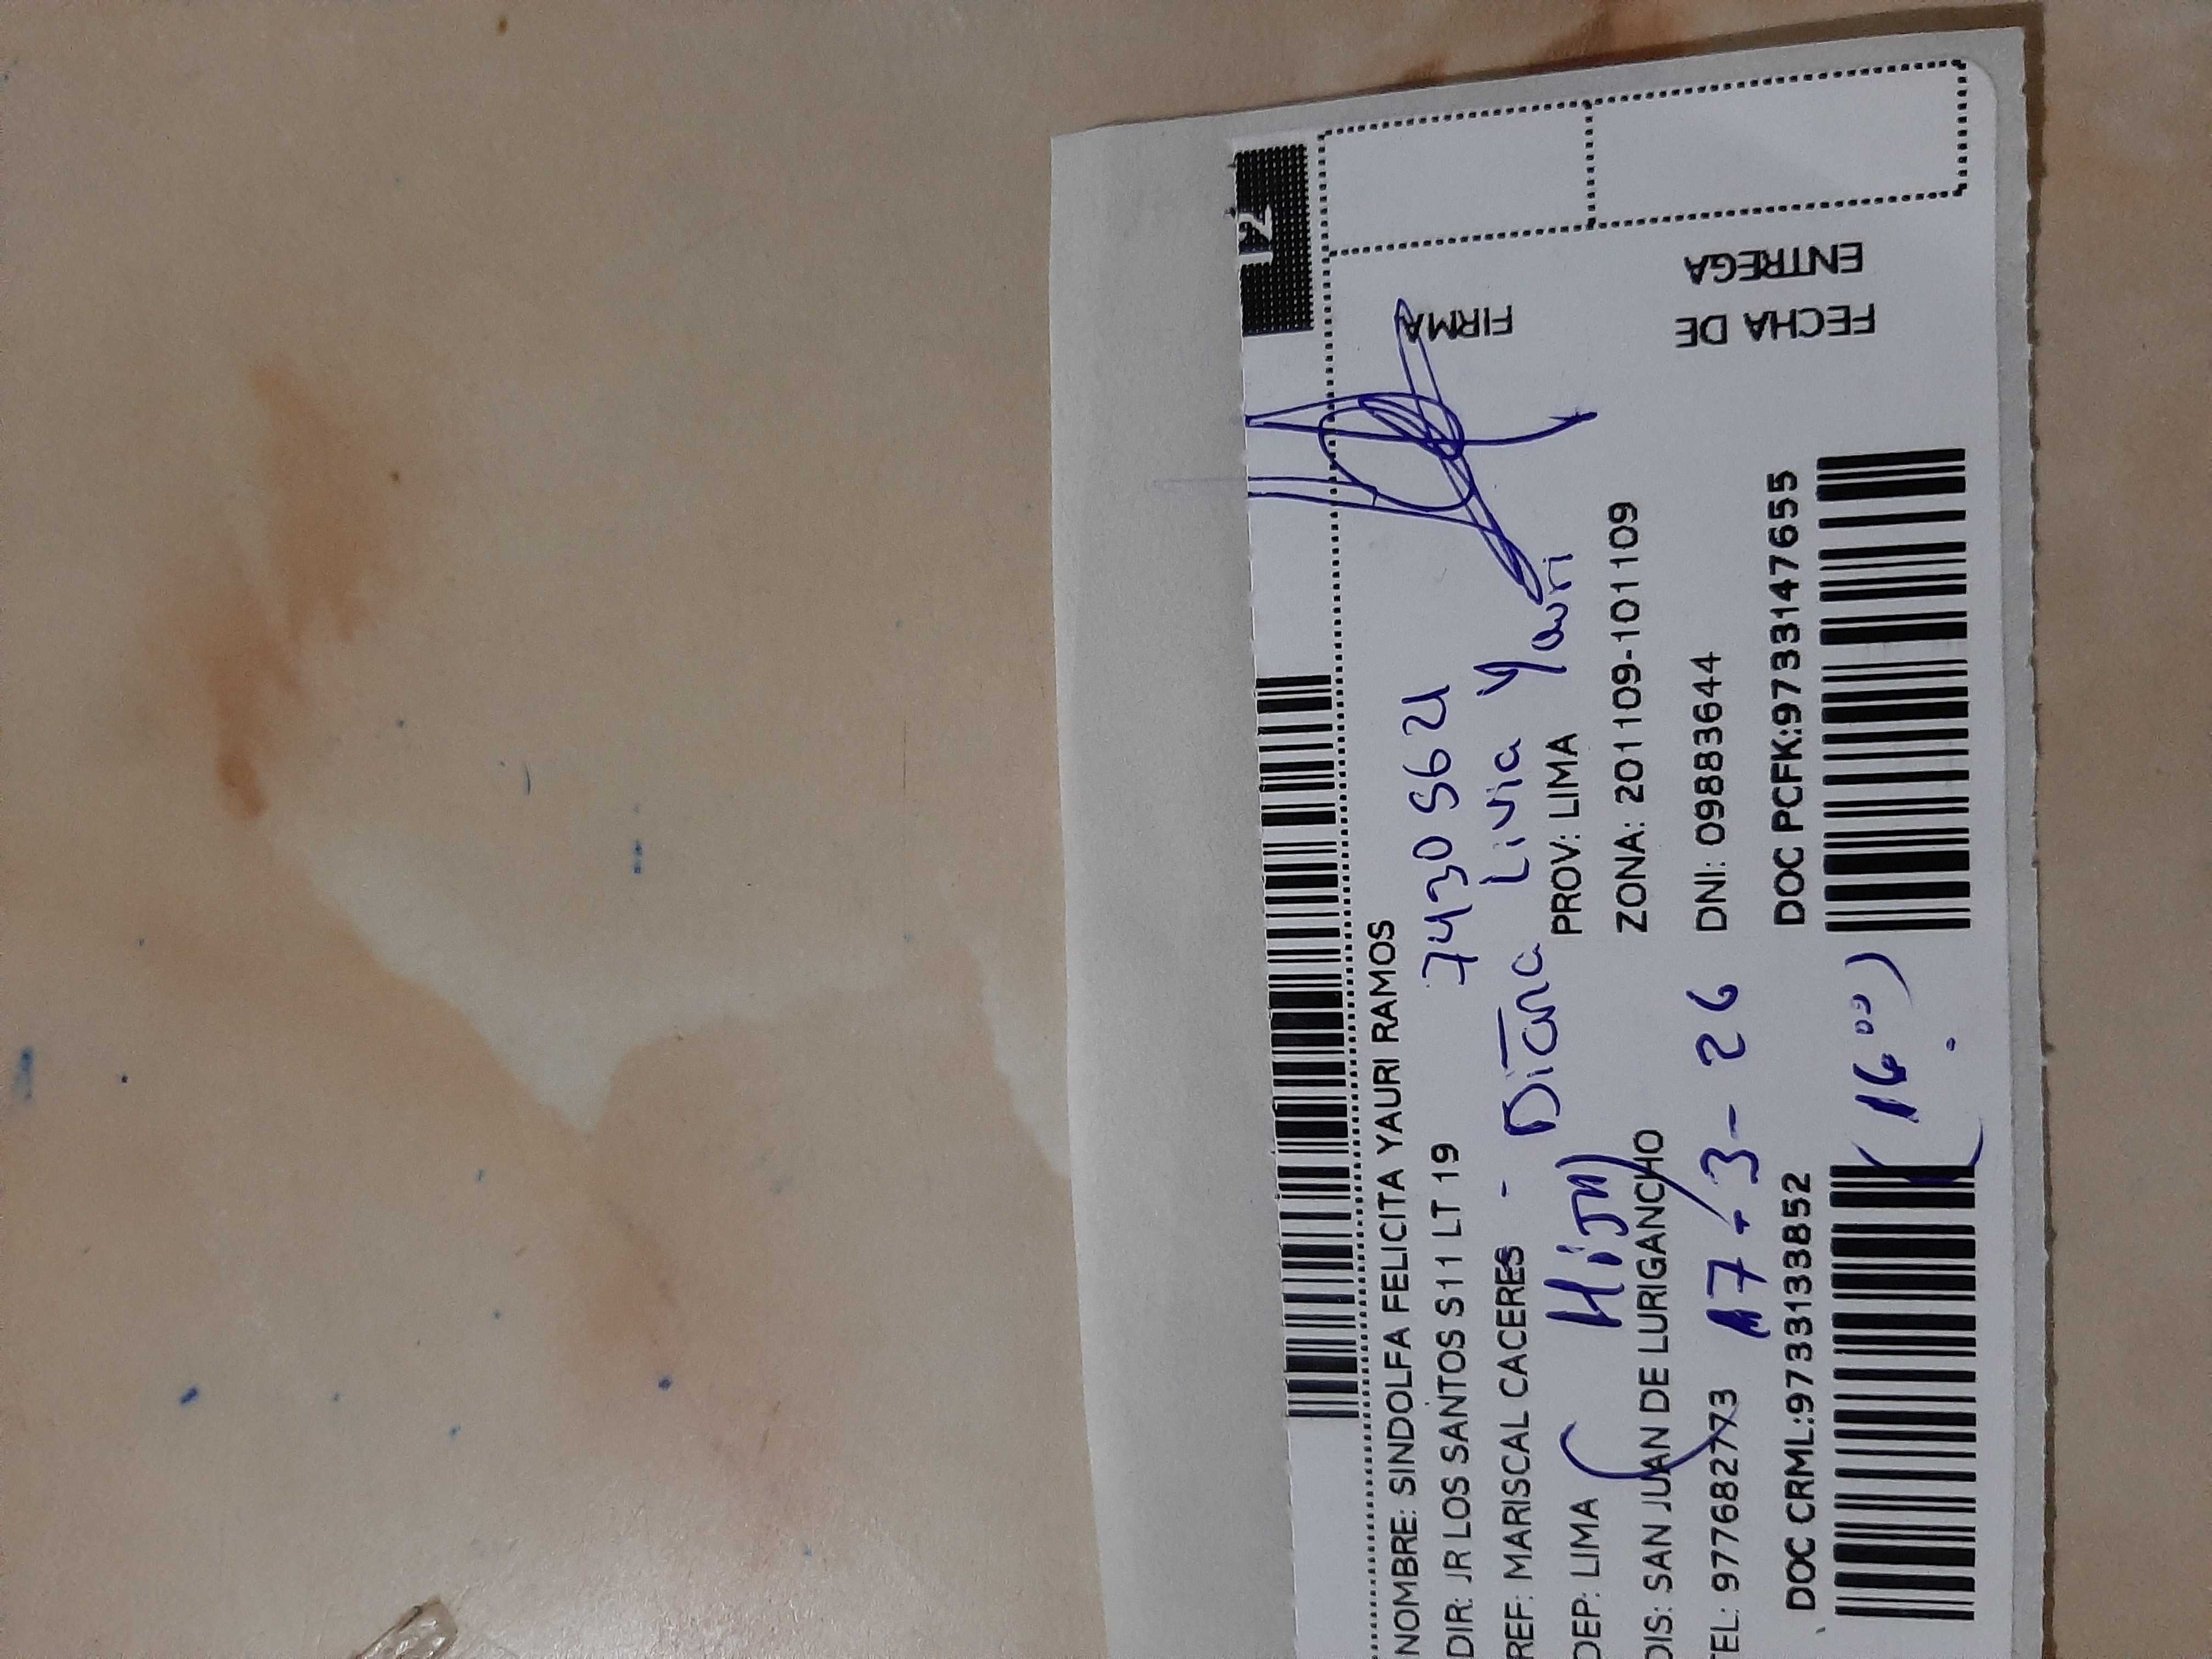 NOMBRE: SINDOLFA FELICITA YAURI RAMOS
74305621
DIR: JR LOS SANTOS S11 LT 19
REF: MARISCAL CACERES - Diana Livia Yauri
DEP: LIMA (Hija) PROV: LIMA
DIS: SAN JUAN DE LURIGANCHO ZONA: 201109-101109
TEL: 977682773 17-3-26 DNI: 09883644
DOC CRML:9733133852 DOC PCFK:9733147655
(16°°)
FIRMA
FECHA DE
ENTREGA